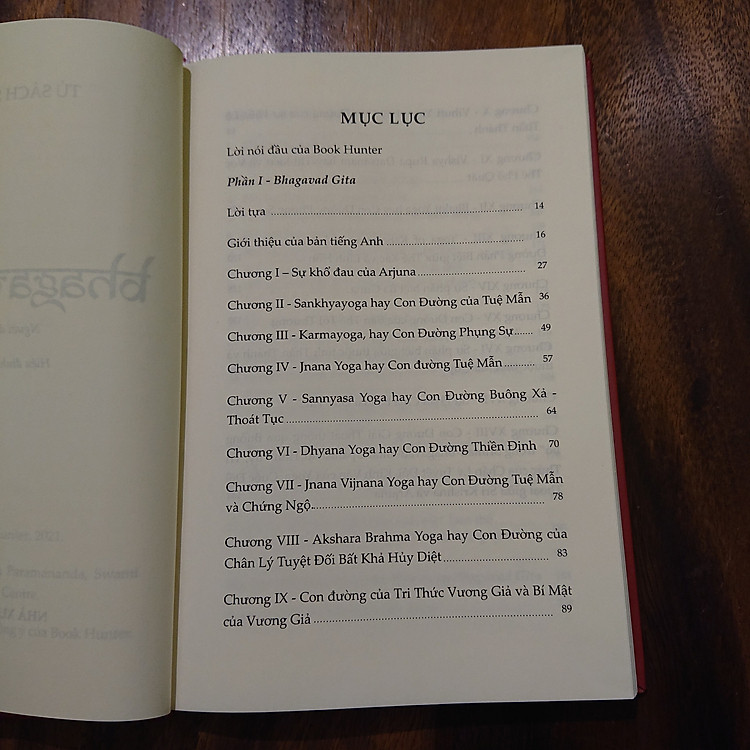 TỦ SÁCH
MỤC LỤC
Lời nói đầu của Book Hunter
Phần I - Bhagavad Gita
Lời tựa ........ 14
Giới thiệu của bản tiếng Anh ........ 16
Chương I – Sự khổ đau của Arjuna ........ 27
Chương II - Sankhyayoga hay Con Đường của Tuệ Mẫn 36
Chương III - Karmayoga, hay Con Đường Phụng Sự ...... 49
Chương IV - Jnana Yoga hay Con đường Tuệ Mẫn ........ 57
Chương V - Sannyasa Yoga hay Con Đường Buông Xả -
Thoát Tục ........ 64
Chương VI - Dhyana Yoga hay Con Đường Thiền Định 70
Chương VII - Jnana Vijnana Yoga hay Con Đường Tuệ Mẫn
và Chứng Ngộ ........ 78
Chương VIII - Akshara Brahma Yoga hay Con Đường của
Chân Lý Tuyệt Đối Bất Khả Hủy Diệt ........ 83
Chương IX - Con đường của Tri Thức Vương Giả và Bí Mật
của Vương Giả ........ 89